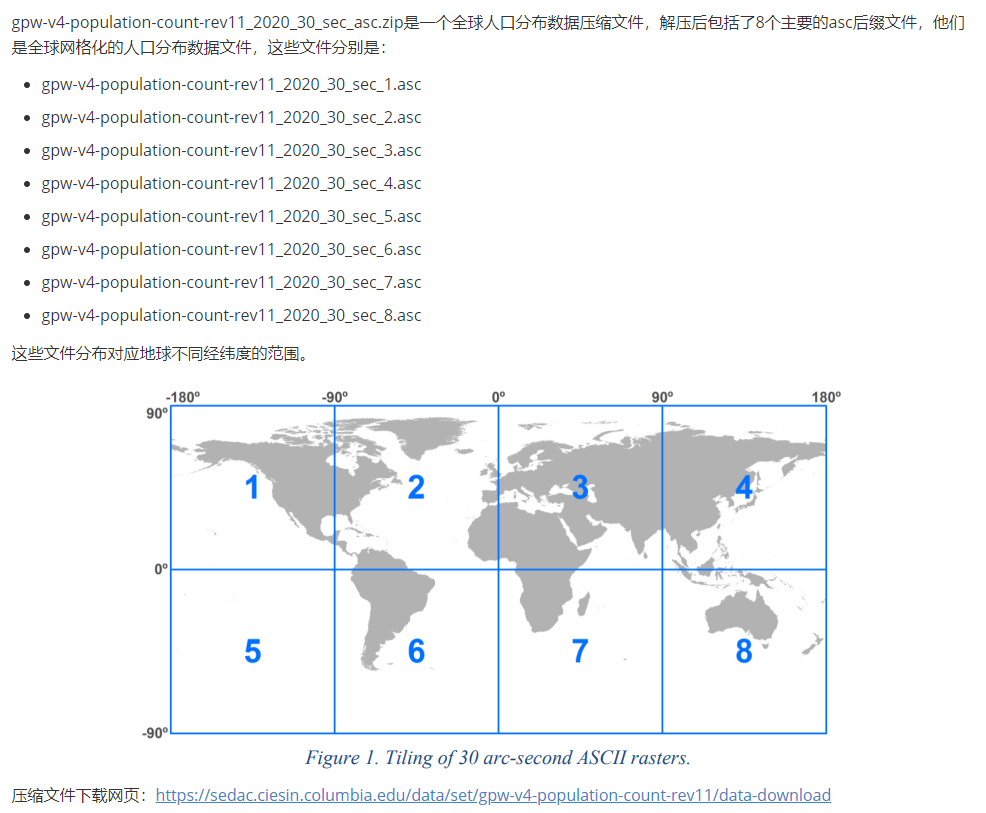 gpw-v4-population-count-rev11_2020_30_sec_asc.zip是一个全球人口分布数据压缩文件，解压后包括了8个主要的asc后缀文件，他们
是全球网格化的人口分布数据文件，这些文件分别是：
gpw-v4-population-count-rev11_2020_30_sec_1.asc
gpw-v4-population-count-rev11_2020_30_sec_2.asc
gpw-v4-population-count-rev11_2020_30_sec_3.asc
gpw-v4-population-count-rev11_2020_30_sec_4.asc
gpw-v4-population-count-rev11_2020_30_sec_5.asc
gpw-v4-population-count-rev11_2020_30_sec_6.asc
gpw-v4-population-count-rev11_2020_30_sec_7.asc
gpw-v4-population-count-rev11_2020_30_sec_8.asc
这些文件分布对应地球不同经纬度的范围。
-180° -90° 0° 90° 180°
90°
1 2 3 4
0°
5 6 7 8
-90°
Figure 1. Tiling of 30 arc-second ASCII rasters.
压缩文件下载网页：https://sedac.ciesin.columbia.edu/data/set/gpw-v4-population-count-rev11/data-download